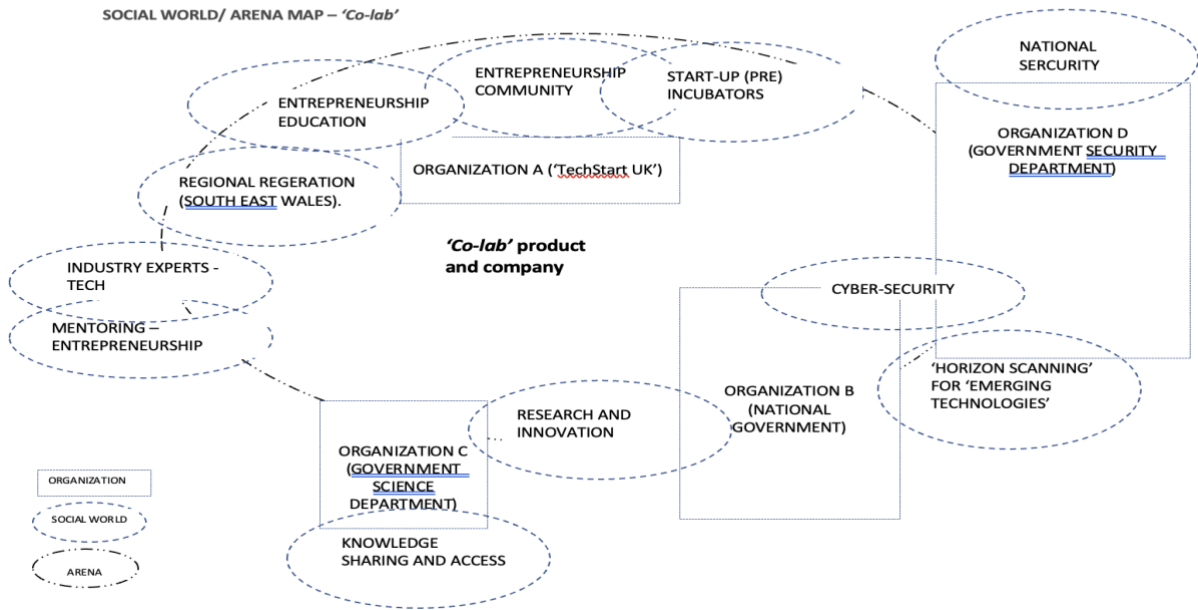 SOCIAL WORLD/ ARENA MAP – ‘Co-lab’
NATIONAL
SERCURITY
ENTREPRENEURSHIP
COMMUNITY
START-UP (PRE)
INCUBATORS
ENTREPRENEURSHIP
EDUCATION
ORGANIZATION D
(GOVERNMENT SECURITY
DEPARTMENT)
ORGANIZATION A (‘TechStart UK’)
REGIONAL REGERATION
(SOUTH EAST WALES).
‘Co-lab’ product
and company
INDUSTRY EXPERTS -
TECH
CYBER-SECURITY
MENTORING –
ENTREPRENEURSHIP
‘HORIZON SCANNING’
FOR ‘EMERGING
TECHNOLOGIES’
ORGANIZATION B
(NATIONAL
GOVERNMENT)
RESEARCH AND
INNOVATION
ORGANIZATION C
(GOVERNMENT
SCIENCE
DEPARTMENT)
KNOWLEDGE
SHARING AND ACCESS
ORGANIZATION
SOCIAL WORLD
ARENA